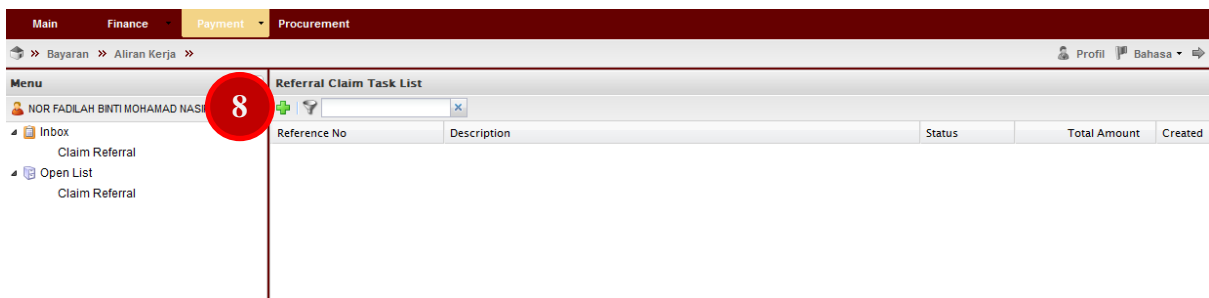 Main Finance Payment Procurement
» Bayaran » Aliran Kerja » Profil Bahasa
Menu
NOR FADILAH BINTI MOHAMAD
8
Inbox
Claim Referral
Open List
Claim Referral
Referral Claim Task List
Reference No Description Status Total Amount Created